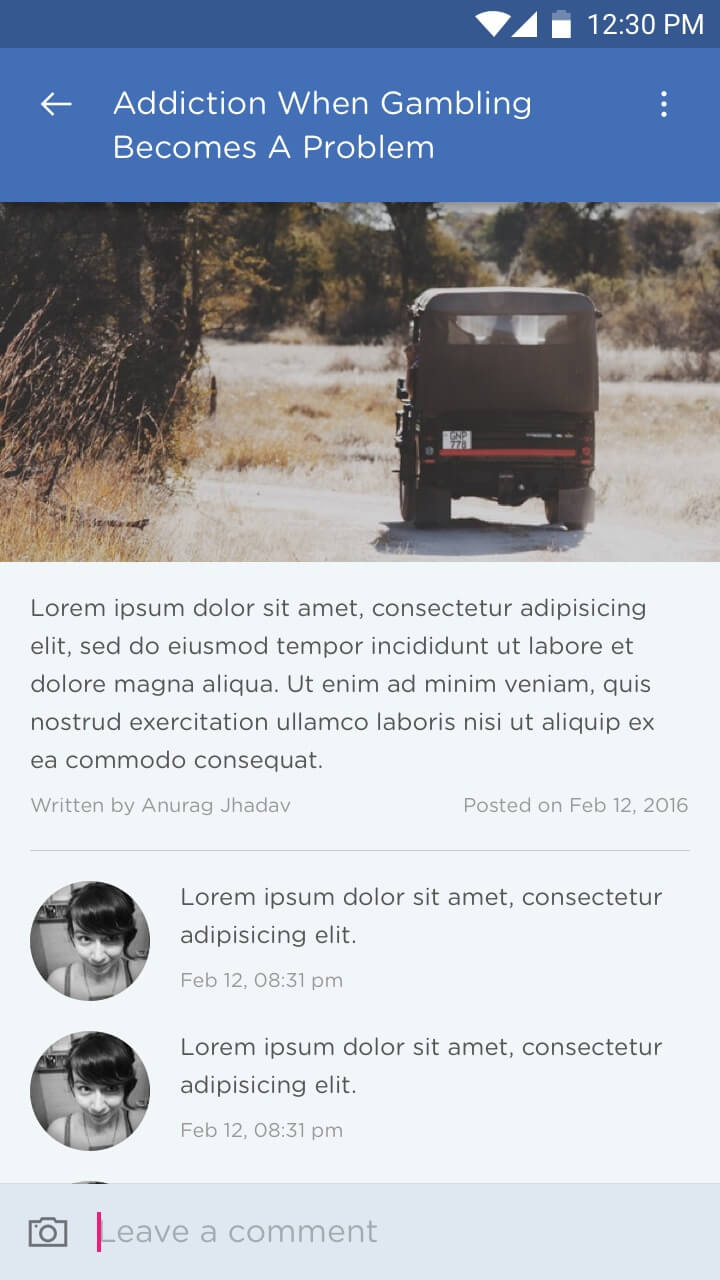 12:30 PM
Addiction When Gambling
Becomes A Problem
GNP
778
Lorem ipsum dolor sit amet, consectetur adipisicing
elit, sed do eiusmod tempor incididunt ut labore et
dolore magna aliqua. Ut enim ad minim veniam, quis
nostrud exercitation ullamco laboris nisi ut aliquip ex
ea commodo consequat.
Written by Anurag Jhadav Posted on Feb 12, 2016
Lorem ipsum dolor sit amet, consectetur
adipisicing elit.
Feb 12, 08:31 pm
Lorem ipsum dolor sit amet, consectetur
adipisicing elit.
Feb 12, 08:31 pm
Leave a comment